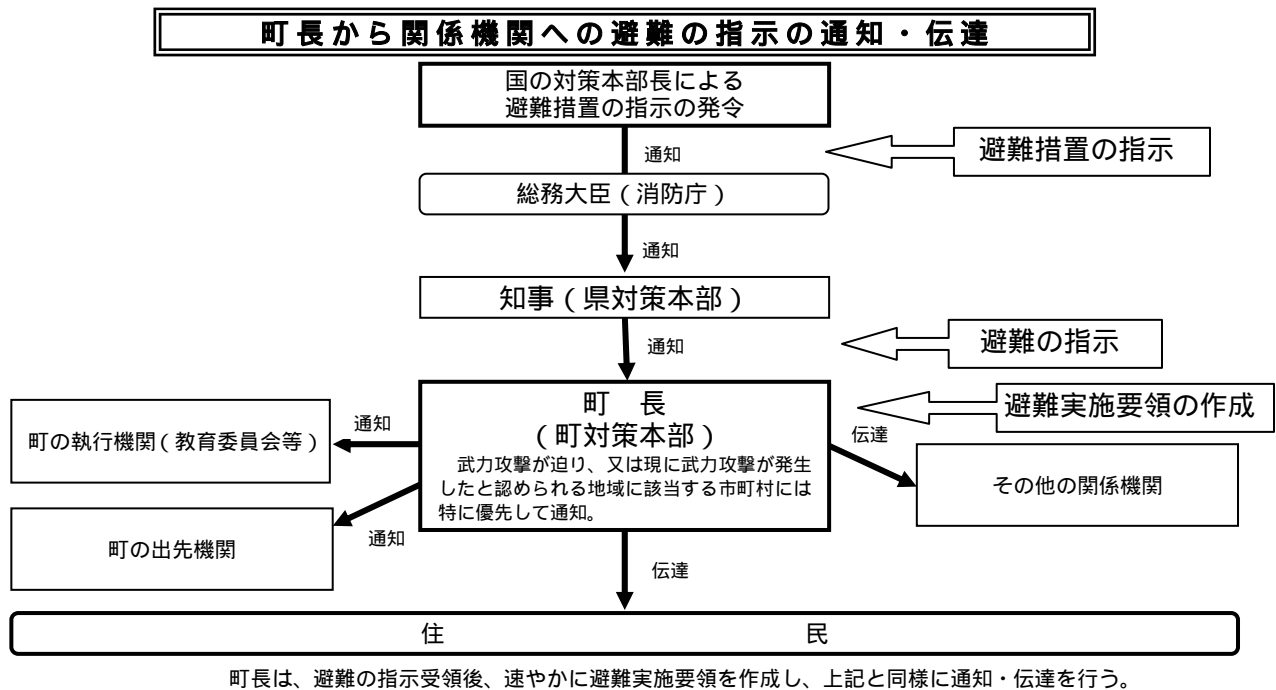 町長から関係機関への避難の指示の通知・伝達
国の対策本部長による
避難措置の指示の発令
通知
避難措置の指示
総務大臣(消防庁)
通知
知事(県対策本部)
通知
避難の指示
町 長
(町対策本部)
武力攻撃が迫り、又は現に武力攻撃が発生
したと認められる地域に該当する市町村には
特に優先して通知。
避難実施要領の作成
通知
町の執行機関(教育委員会等)
伝達
その他の関係機関
通知
町の出先機関
伝達
住 民
町長は、避難の指示受領後、速やかに避難実施要領を作成し、上記と同様に通知・伝達を行う。